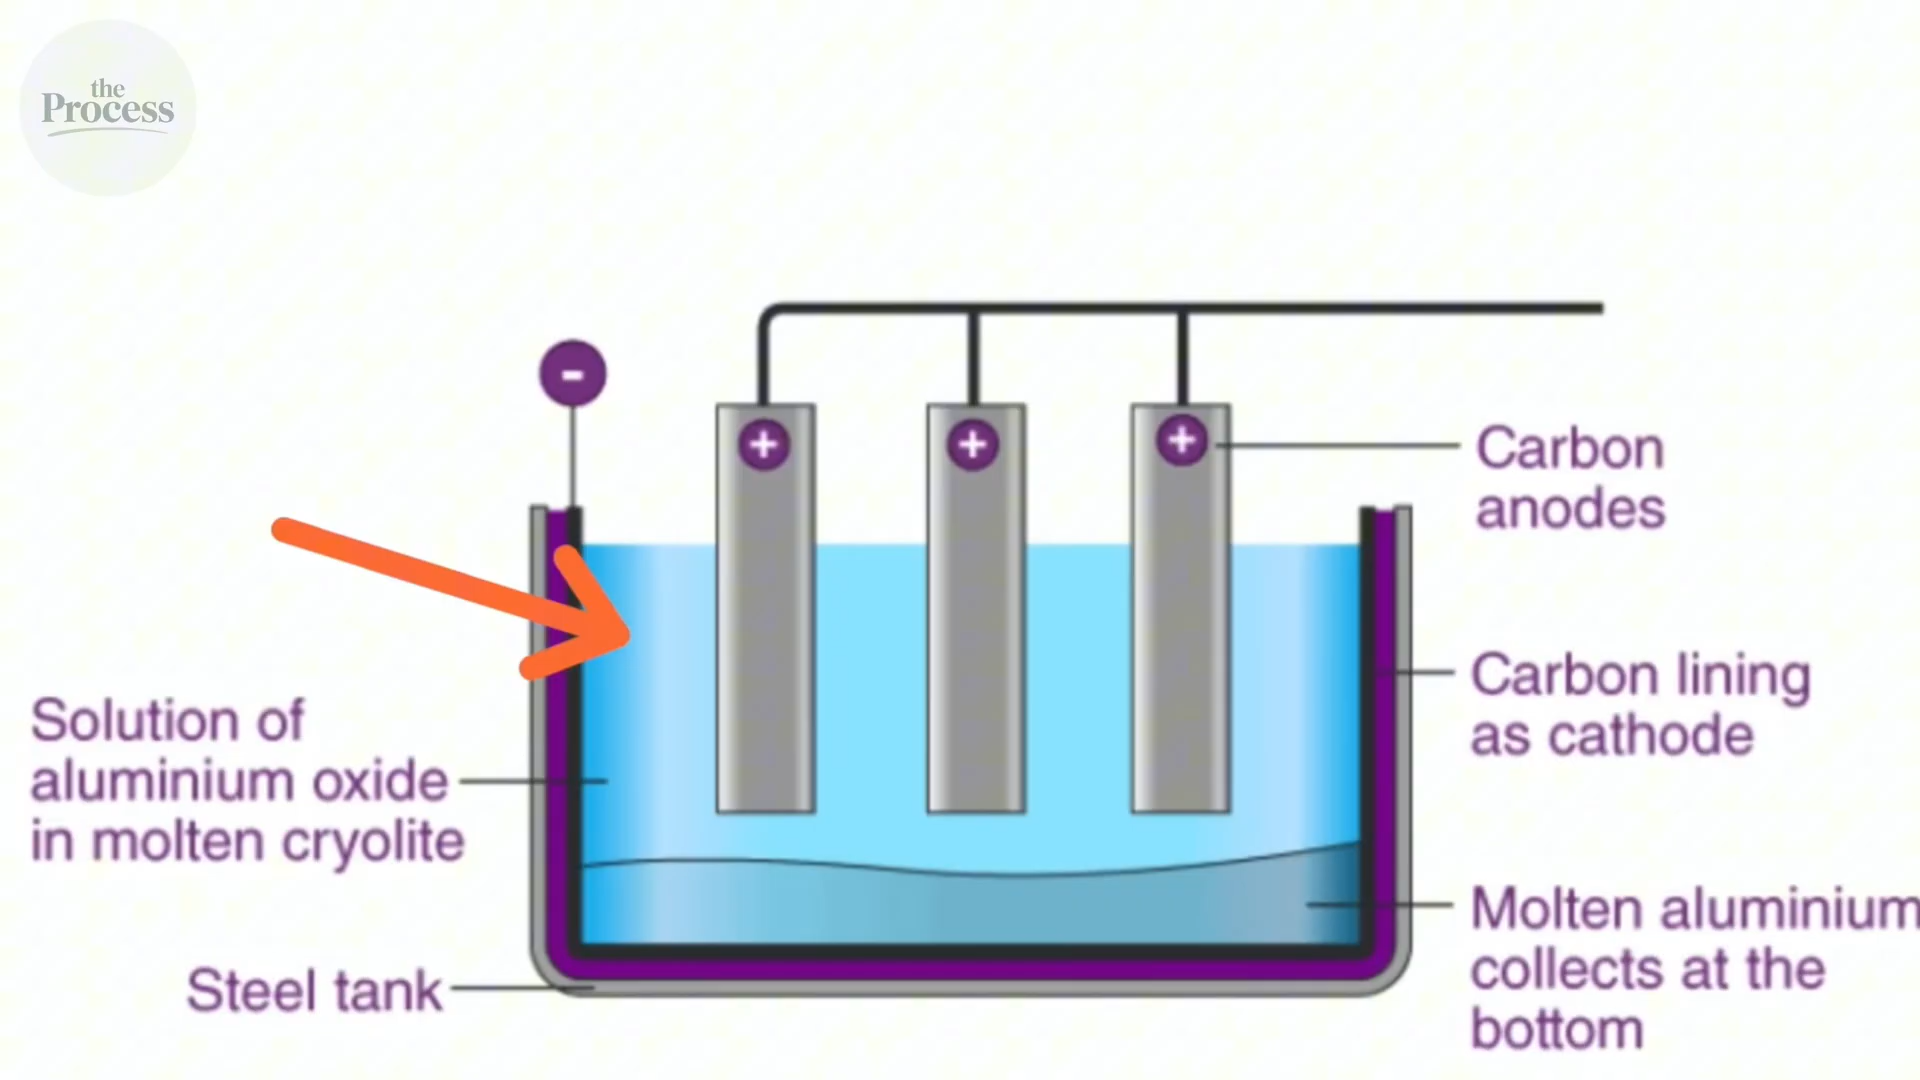 the
Process
-
+
+
+
Carbon
anodes
Carbon lining
as cathode
Solution of
aluminium oxide
in molten cryolite
Molten aluminium
collects at the
bottom
Steel tank